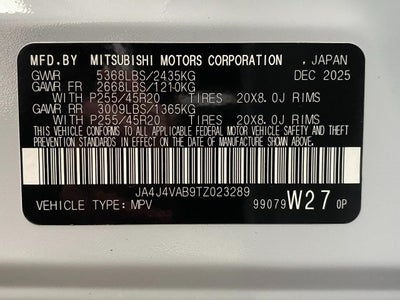 MFD.BY MITSUBISHI MOTORS CORPORATION , JAPAN
GVWR 5368LBS/2435KG DEC 2025
GAWR FR 2668LBS/1210KG
WITH P255/45R20 TIRES 20X8.0J RIMS
GAWR RR 3009LBS/1365KG
WITH P255/45R20 TIRES 20X8.0J RIMS
THIS VEHICLE CONFORMS TO ALL APPLICABLE FEDERAL
MOTOR VEHICLE SAFETY AND THEFT
PREVENTION STANDARDS IN EFFECT ON THE DATE OF
MANUFACTURE SHOWN ABOVE.
JA4J4VAB9TZ023289
VEHICLE TYPE: MPV 99079 W27 0P